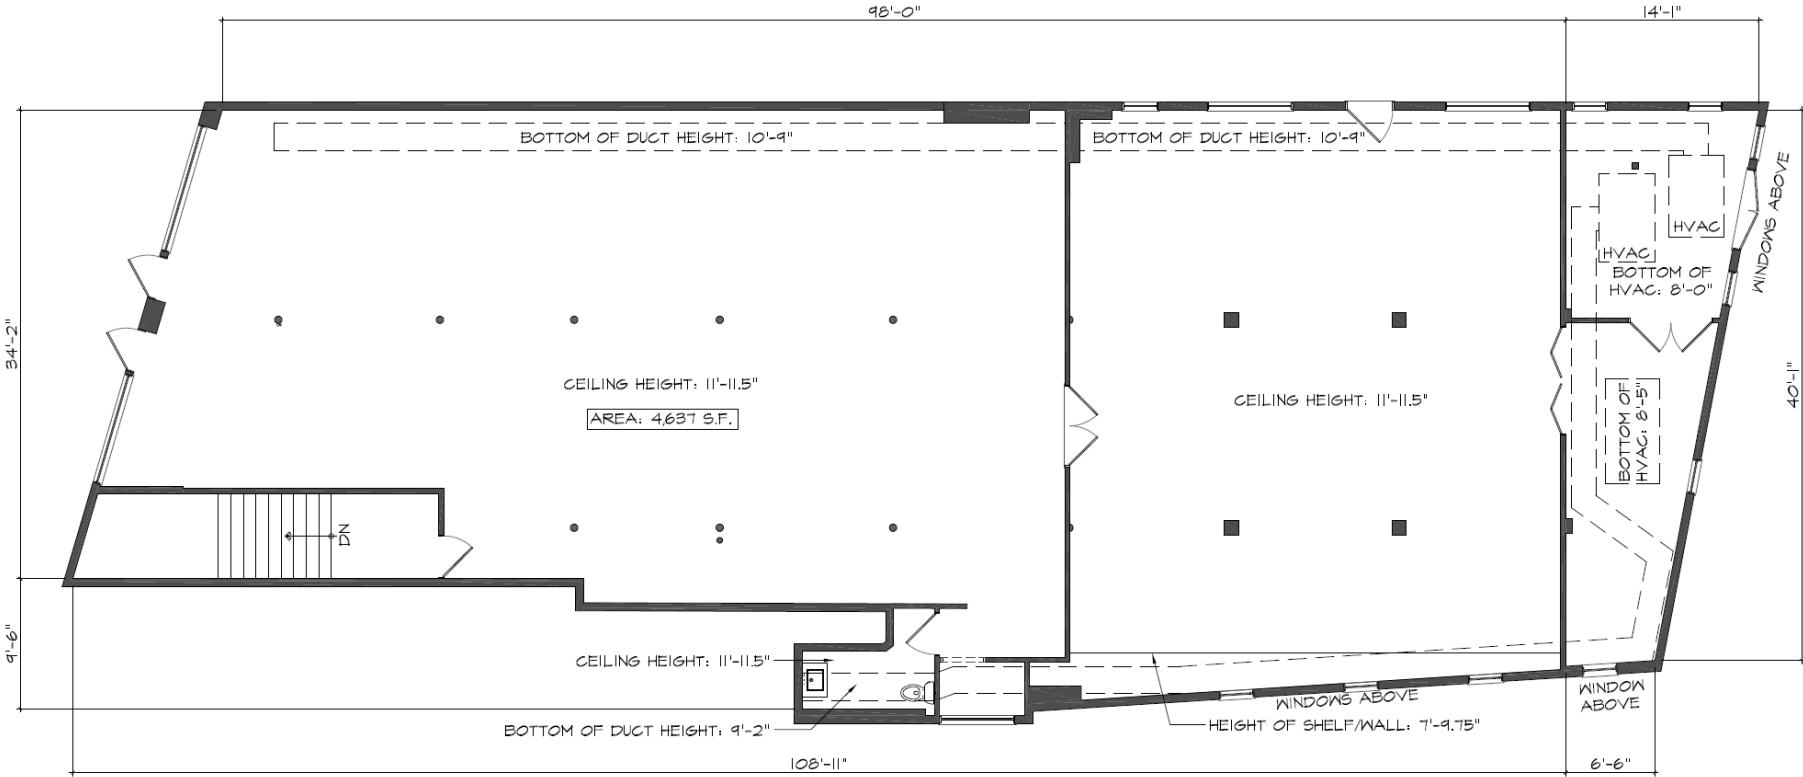 98'-0"
14'-1"
BOTTOM OF DUCT HEIGHT: 10'-9"
BOTTOM OF DUCT HEIGHT: 10'-9"
WINDOWS ABOVE
HVAC
HVAC
BOTTOM OF
HVAC: 8'-0"
34'-2"
CEILING HEIGHT: 11'-11.5"
AREA: 4,637 S.F.
CEILING HEIGHT: 11'-11.5"
BOTTOM OF
HVAC: 8'-5"
40'-1"
DN
9'-6"
CEILING HEIGHT: 11'-11.5"
BOTTOM OF DUCT HEIGHT: 9'-2"
WINDOWS ABOVE
HEIGHT OF SHELF/WALL: 7'-9.75"
WINDOW
ABOVE
108'-11"
6'-6"